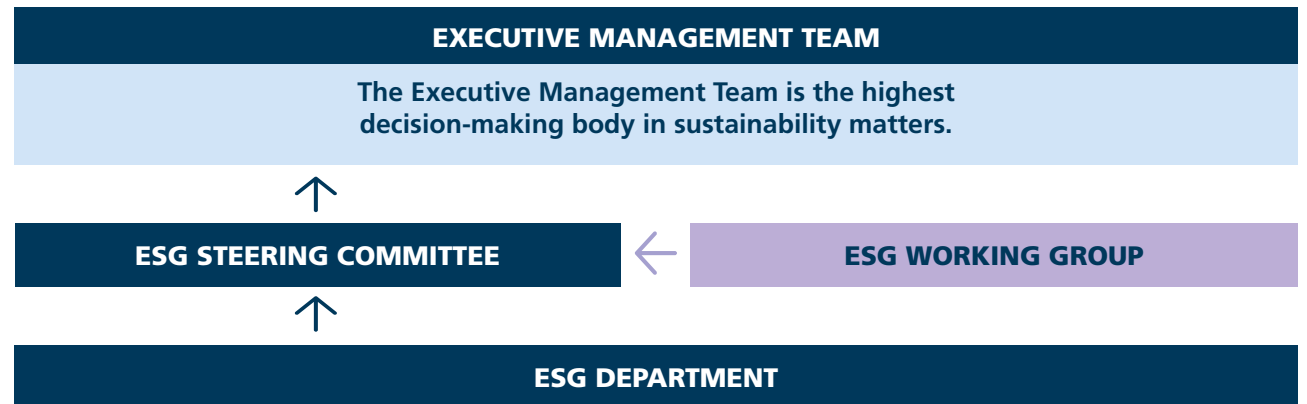 EXECUTIVE MANAGEMENT TEAM
The Executive Management Team is the highest
decision-making body in sustainability matters.
ESG STEERING COMMITTEE
ESG WORKING GROUP
ESG DEPARTMENT